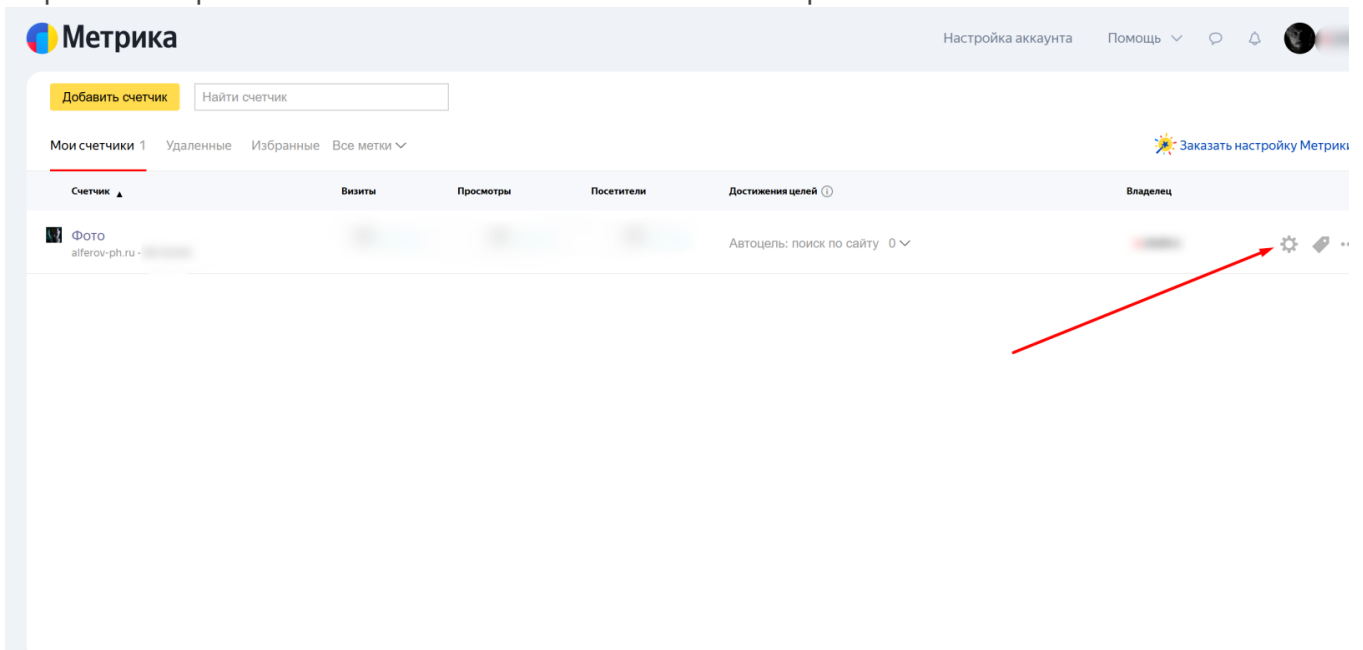 Метрика
Настройка аккаунта Помощь
Добавить счетчик Найти счетчик
Мои счетчики 1 Удаленные Избранные Все метки Заказать настройку Метрики
Счетчик Визиты Просмотры Посетители Достижения целей Владелец
Фото
alferov-ph.ru -
Автоцель: поиск по сайту 0